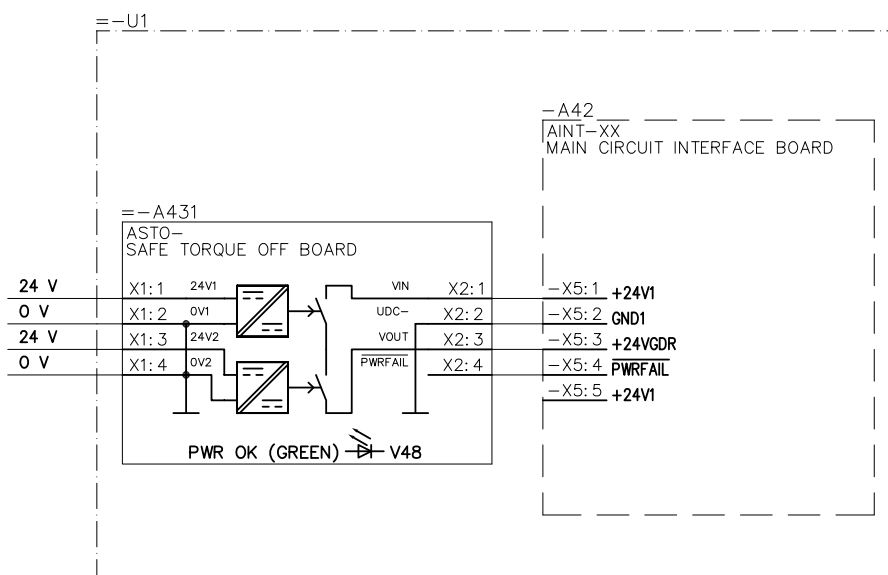 =-U1
-A42
AINT-XX
MAIN CIRCUIT INTERFACE BOARD
=-A431
ASTO-
SAFE TORQUE OFF BOARD
24 V X1:1 24V1 VIN X2:1 -X5:1 +24V1
0 V X1:2 0V1 UDC- X2:2 -X5:2 GND1
24 V X1:3 24V2 VOUT X2:3 -X5:3 +24VGDR
0 V X1:4 0V2 PWRFAIL X2:4 -X5:4 PWRFAIL
-X5:5 +24V1
PWR OK (GREEN) V48